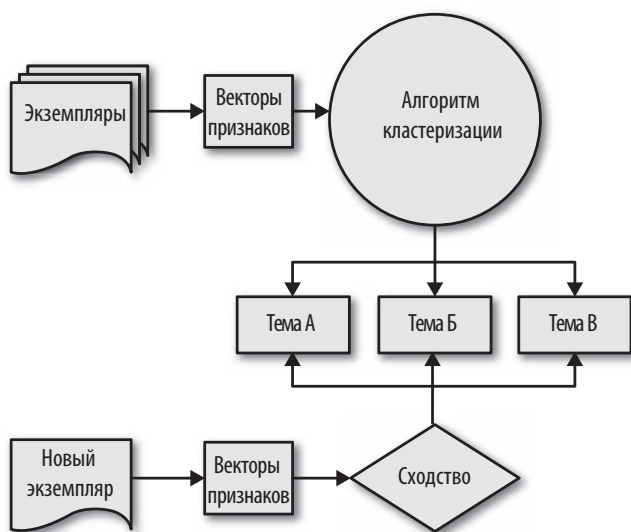 Экземпляры
Векторы
признаков
Алгоритм
кластеризации
Тема А
Тема Б
Тема В
Новый
экземпляр
Векторы
признаков
Сходство